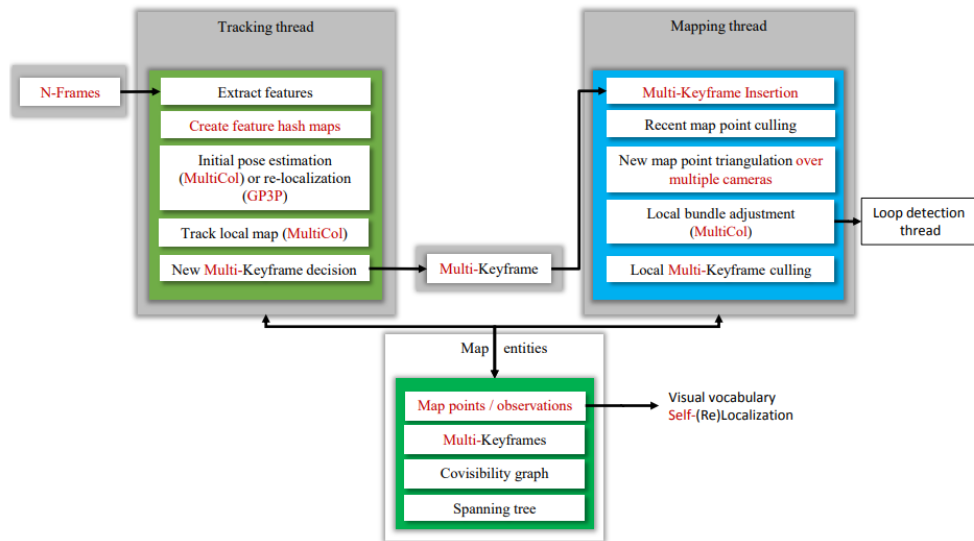 Tracking thread
N-Frames
Extract features
Create feature hash maps
Initial pose estimation
(MultiCol) or re-localization
(GP3P)
Track local map (MultiCol)
New Multi-Keyframe decision
Multi-Keyframe
Mapping thread
Multi-Keyframe Insertion
Recent map point culling
New map point triangulation over
multiple cameras
Local bundle adjustment
(MultiCol)
Local Multi-Keyframe culling
Loop detection
thread
Map entities
Map points / observations
Multi-Keyframes
Covisibility graph
Spanning tree
Visual vocabulary
Self-(Re)Localization